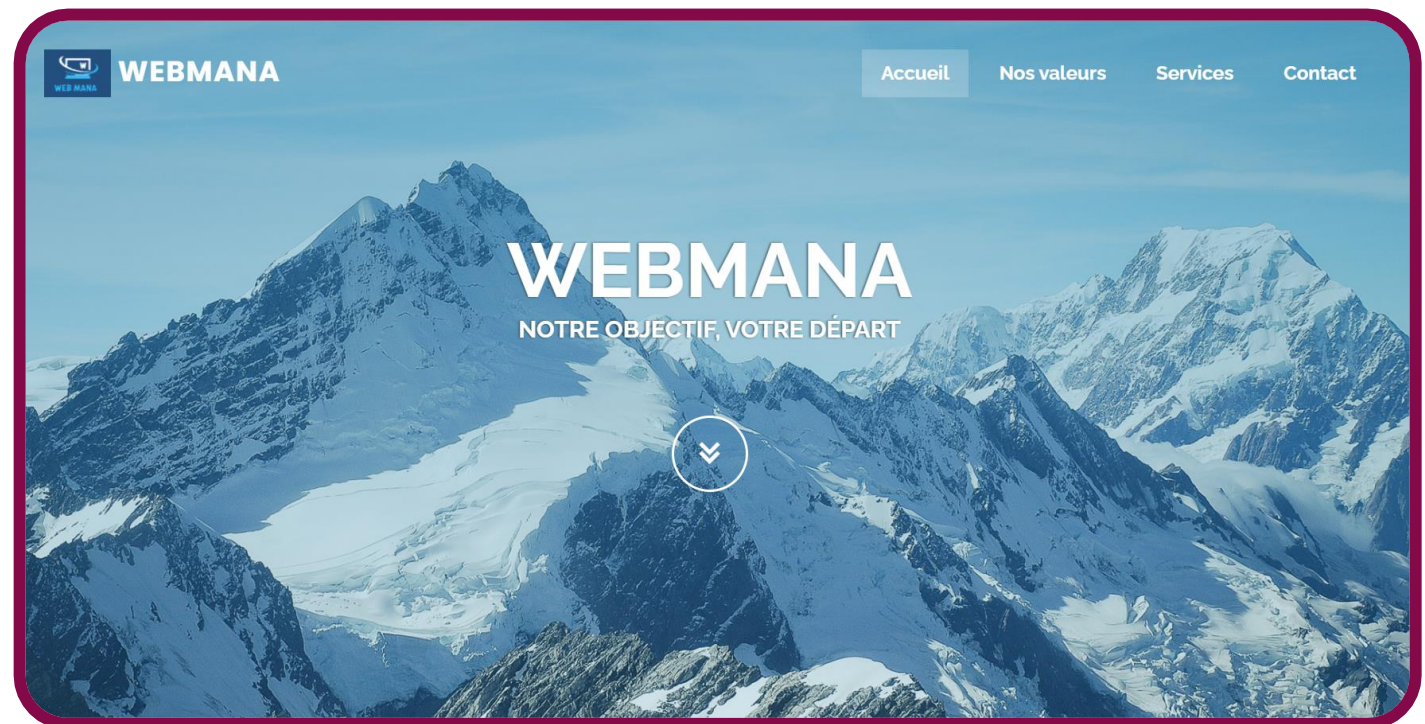 WEB MANA
WEBMANA
Accueil
Nos valeurs
Services
Contact
WEBMANA
NOTRE OBJECTIF, VOTRE DÉPART